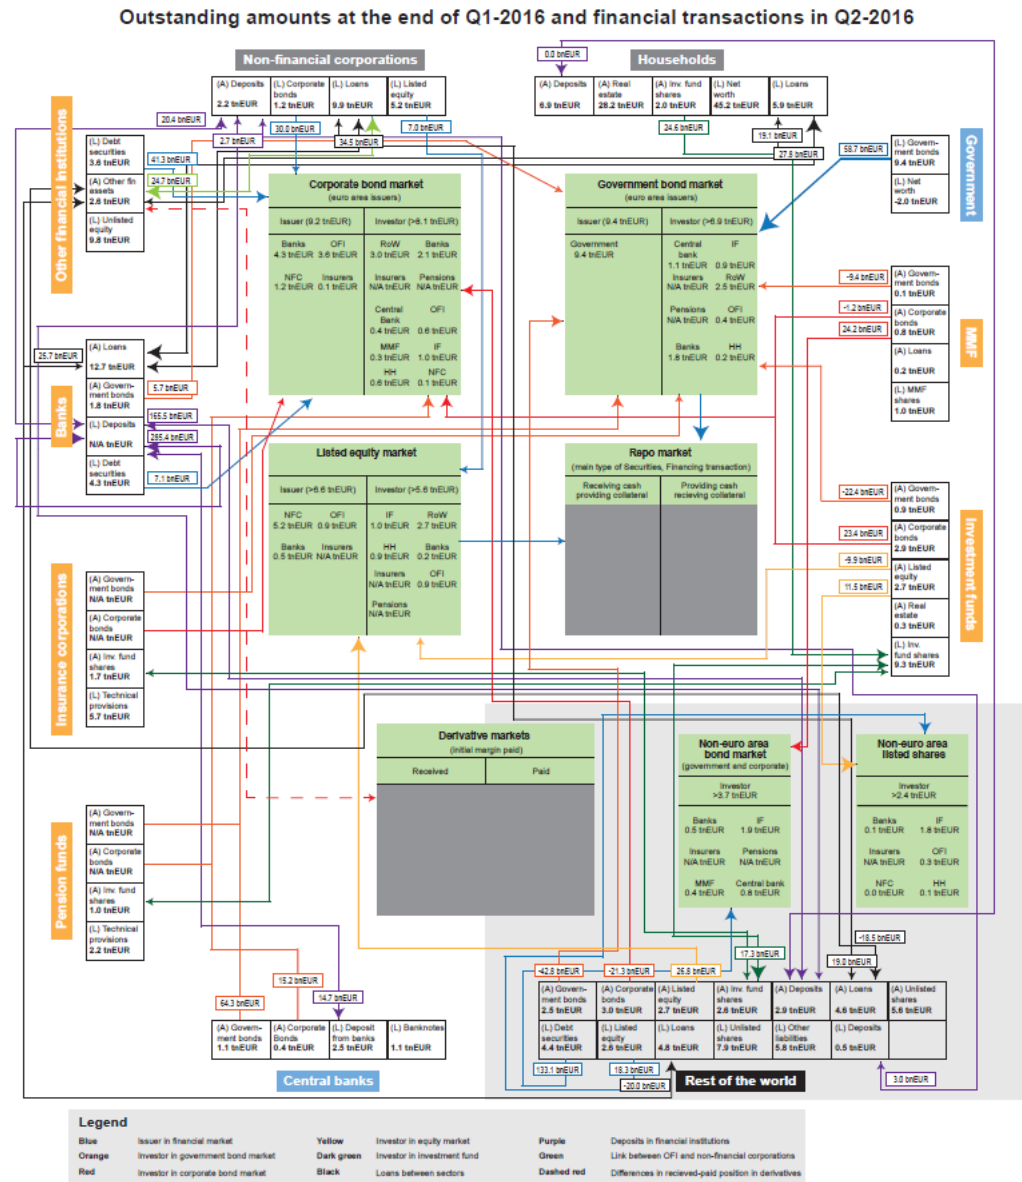 Outstanding amounts at the end of Q1-2016 and financial transactions in Q2-2016
Non-financial corporations
(A) Deposits
2.2 tnEUR
(L) Corporate
bonds
1.2 tnEUR
(L) Loans
9.9 tnEUR
(L) Listed
equity
5.2 tnEUR
Households
0.0 bnEUR
(A) Deposits
6.9 tnEUR
(A) Real
estate
28.2 tnEUR
(A) Inv. fund
shares
2.0 tnEUR
(L) Net
worth
45.2 tnEUR
(L) Loans
5.9 tnEUR
20.4 bnEUR
30.0 bnEUR
2.7 bnEUR
34.5 bnEUR
7.0 bnEUR
24.6 bnEUR
19.1 bnEUR
27.8 bnEUR
Other financial institutions
(L) Debt
securities
3.6 tnEUR
(A) Other fin
assets
2.6 tnEUR
(L) Unlisted
equity
9.8 tnEUR
41.3 bnEUR
24.7 bnEUR
Government
58.7 bnEUR
(L) Govern-
ment bonds
9.4 tnEUR
(L) Net
worth
-2.0 tnEUR
Corporate bond market
(euro area issuers)
Issuer (9.2 tnEUR)
Investor (>8.1 tnEUR)
Banks OFI
4.3 tnEUR 3.6 tnEUR
NFC Insurers
1.2 tnEUR 0.1 tnEUR
RoW Banks
3.0 tnEUR 2.1 tnEUR
Insurers Pensions
N/A tnEUR N/A tnEUR
Central
Bank OFI
0.4 tnEUR 0.6 tnEUR
MMF IF
0.3 tnEUR 1.0 tnEUR
HH NFC
0.6 tnEUR 0.1 tnEUR
Government bond market
(euro area issuers)
Issuer (9.4 tnEUR)
Investor (>6.9 tnEUR)
Government
9.4 tnEUR
Central
bank IF
1.1 tnEUR 0.9 tnEUR
Insurers RoW
N/A tnEUR 2.5 tnEUR
Pensions OFI
N/A tnEUR 0.4 tnEUR
Banks HH
1.8 tnEUR 0.2 tnEUR
MMF
-9.4 bnEUR
-1.2 bnEUR
24.2 bnEUR
(A) Govern-
ment bonds
0.1 tnEUR
(A) Corporate
bonds
0.8 tnEUR
(A) Loans
0.2 tnEUR
(L) MMF
shares
1.0 tnEUR
Banks
25.7 bnEUR
(A) Loans
12.7 tnEUR
(A) Govern-
ment bonds
1.8 tnEUR
(L) Deposits
N/A tnEUR
(L) Debt
securities
4.3 tnEUR
5.7 bnEUR
165.5 bnEUR
285.4 bnEUR
7.1 bnEUR
Listed equity market
Issuer (>6.6 tnEUR)
Investor (>5.6 tnEUR)
NFC OFI
5.2 tnEUR 0.9 tnEUR
Banks Insurers
0.5 tnEUR N/A tnEUR
IF RoW
1.0 tnEUR 2.7 tnEUR
HH Banks
0.9 tnEUR 0.2 tnEUR
Insurers OFI
N/A tnEUR 0.9 tnEUR
Pensions
N/A tnEUR
Repo market
(main type of Securities, Financing transaction)
Receiving cash
providing collateral
Providing cash
recieving collateral
Investment funds
-22.4 bnEUR
23.4 bnEUR
-9.9 bnEUR
11.5 bnEUR
(A) Govern-
ment bonds
0.9 tnEUR
(A) Corporate
bonds
2.9 tnEUR
(A) Listed
equity
2.7 tnEUR
(A) Real
estate
0.3 tnEUR
(L) Inv.
fund shares
9.3 tnEUR
Insurance corporations
(A) Govern-
ment bonds
N/A tnEUR
(A) Corporate
bonds
N/A tnEUR
(A) Inv. fund
shares
1.7 tnEUR
(L) Technical
provisions
5.7 tnEUR
Derivative markets
(initial margin paid)
Received
Paid
Non-euro area
bond market
(government and corporate)
Investor
>3.7 tnEUR
Banks IF
0.5 tnEUR 1.9 tnEUR
Insurers Pensions
N/A tnEUR N/A tnEUR
MMF Central bank
0.4 tnEUR 0.8 tnEUR
Non-euro area
listed shares
Investor
>2.4 tnEUR
Banks IF
0.1 tnEUR 1.8 tnEUR
Insurers OFI
N/A tnEUR 0.3 tnEUR
NFC HH
0.0 tnEUR 0.1 tnEUR
Pension funds
(A) Govern-
ment bonds
N/A tnEUR
(A) Corporate
bonds
N/A tnEUR
(A) Inv. fund
shares
1.0 tnEUR
(L) Technical
provisions
2.2 tnEUR
64.3 bnEUR
15.2 bnEUR
14.7 bnEUR
(A) Govern-
ment bonds
1.1 tnEUR
(A) Corporate
Bonds
0.4 tnEUR
(L) Deposit
from banks
2.5 tnEUR
(L) Banknotes
1.1 tnEUR
Central banks
-42.8 bnEUR
-21.3 bnEUR
26.8 bnEUR
17.3 bnEUR
19.0 bnEUR
-18.5 bnEUR
(A) Govern-
ment bonds
2.5 tnEUR
(A) Corporate
bonds
3.0 tnEUR
(A) Listed
equity
2.7 tnEUR
(A) Inv. fund
shares
2.6 tnEUR
(A) Deposits
2.9 tnEUR
(A) Loans
4.6 tnEUR
(A) Unlisted
shares
5.6 tnEUR
(L) Debt
securities
4.4 tnEUR
(L) Listed
equity
2.6 tnEUR
(L) Loans
4.8 tnEUR
(L) Unlisted
shares
7.9 tnEUR
(L) Other
liabilities
5.8 tnEUR
(L) Deposits
0.5 tnEUR
133.1 bnEUR
18.3 bnEUR
-20.0 bnEUR
Rest of the world
3.0 bnEUR
Legend
Blue Issuer in financial market
Orange Investor in government bond market
Red Investor in corporate bond market
Yellow Investor in equity market
Dark green Investor in investment fund
Black Loans between sectors
Purple Deposits in financial institutions
Green Link between OFI and non-financial corporations
Dashed red Differences in recieved-paid position in derivatives